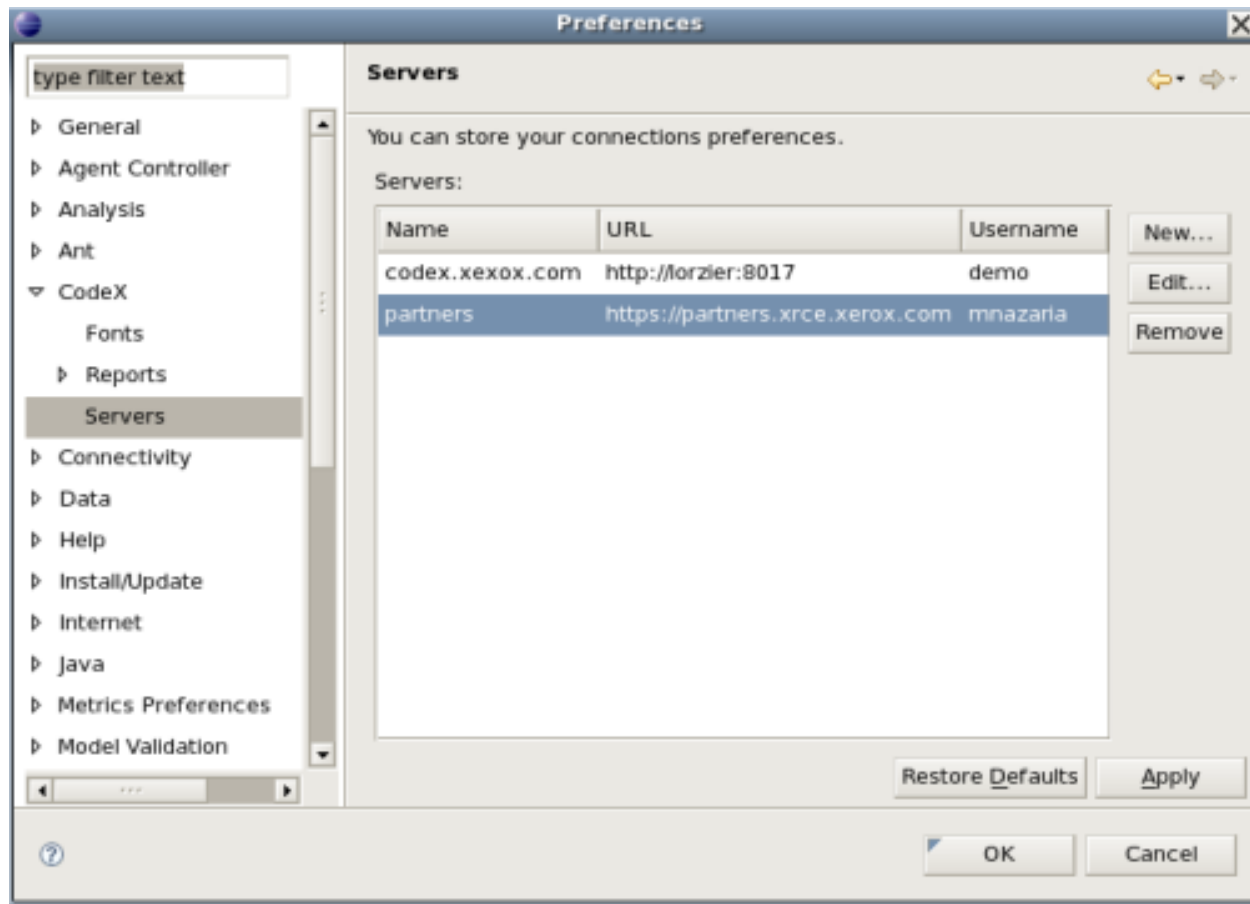 Preferences
type filter text
General
Agent Controller
Analysis
Ant
CodeX
Fonts
Reports
Servers
Connectivity
Data
Help
Install/Update
Internet
Java
Metrics Preferences
Model Validation
Servers
You can store your connections preferences.
Servers:
Name URL Username
codex.xexox.com http://lorzier:8017 demo
partners https://partners.xrce.xerox.com mnazaria
New...
Edit...
Remove
Restore Defaults Apply
OK Cancel